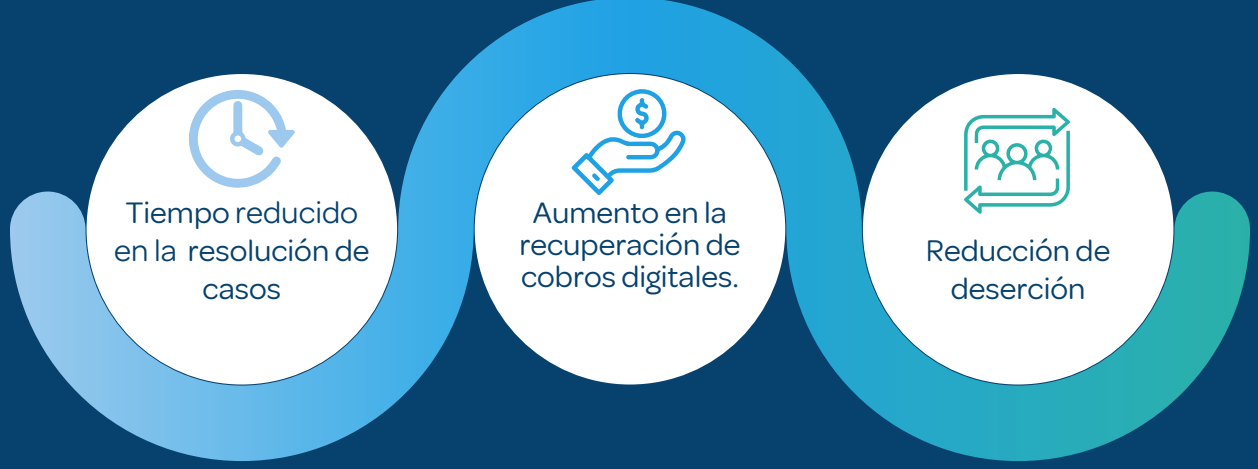 Tiempo reducido
en la resolución de
casos
$
Aumento en la
recuperación de
cobros digitales.
Reducción de
deserción